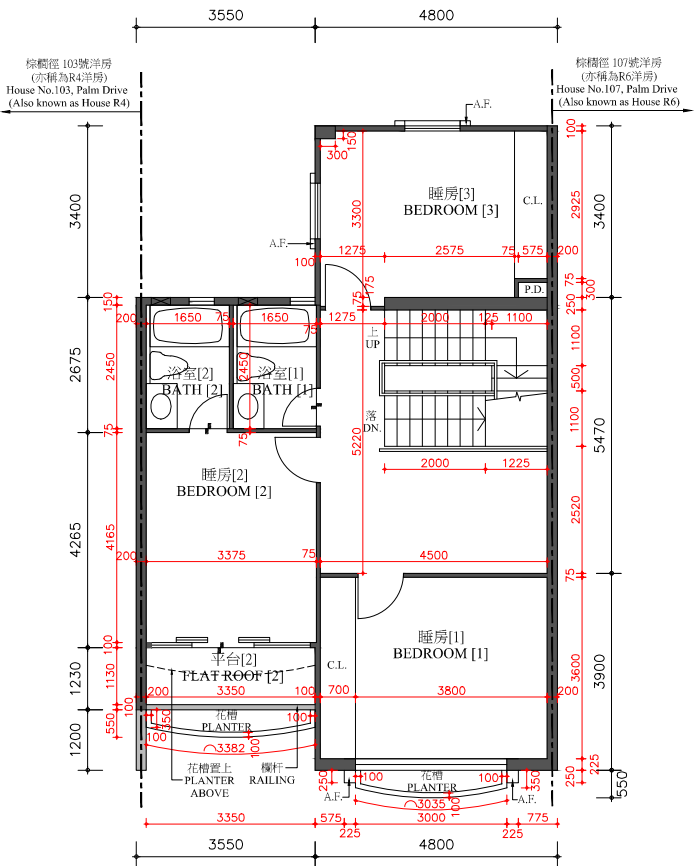 3550
4800
棕櫚徑 103號洋房
(亦稱為R4洋房)
House No.103, Palm Drive
(Also known as House R4)
棕櫚徑 107號洋房
(亦稱為R6洋房)
House No.107, Palm Drive
(Also known as House R6)
A.F.
100
150
300
睡房[3]
BEDROOM [3]
C.L.
3400
3300
2925
3400
A.F.
100
1275
2575
75
575
200
175
75
P.D.
75
300
250
150
200
1650
75
1650
75
1275
2000
125
1100
上
UP
1100
2675
2450
2450
浴室[2]
BATH [2]
浴室[1]
BATH [1]
1500
落
DN.
1100
75
75
5220
5470
2000
1225
睡房[2]
BEDROOM [2]
2520
4265
4165
200
3375
75
4500
75
睡房[1]
BEDROOM [1]
100
平台[2]
FLAT ROOF [2]
C.L.
1230
1130
3600
3900
200
3350
100
700
3800
200
100
550
350
花槽
PLANTER
100
100
100
3382
1200
225
花槽置上
PLANTER
ABOVE
欄杆
RAILING
250
100
花槽
PLANTER
100
350
250
550
A.F.
3035
100
A.F.
3350
575
225
3000
225
775
3550
4800